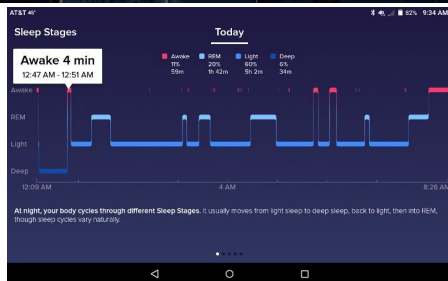 AT&T 82% 9:34 AM
Sleep Stages Today
Awake 4 min
12:47 AM - 12:51 AM
Awake REM Light Deep
11% 20% 60% 6%
59m 1h 42m 5h 2m 34m
Awake
REM
Light
Deep
12:09 AM 4 AM 8:26 AM
At night, your body cycles through different Sleep Stages. It usually moves from light sleep to deep sleep, back to light, then into REM,
though sleep cycles vary naturally.